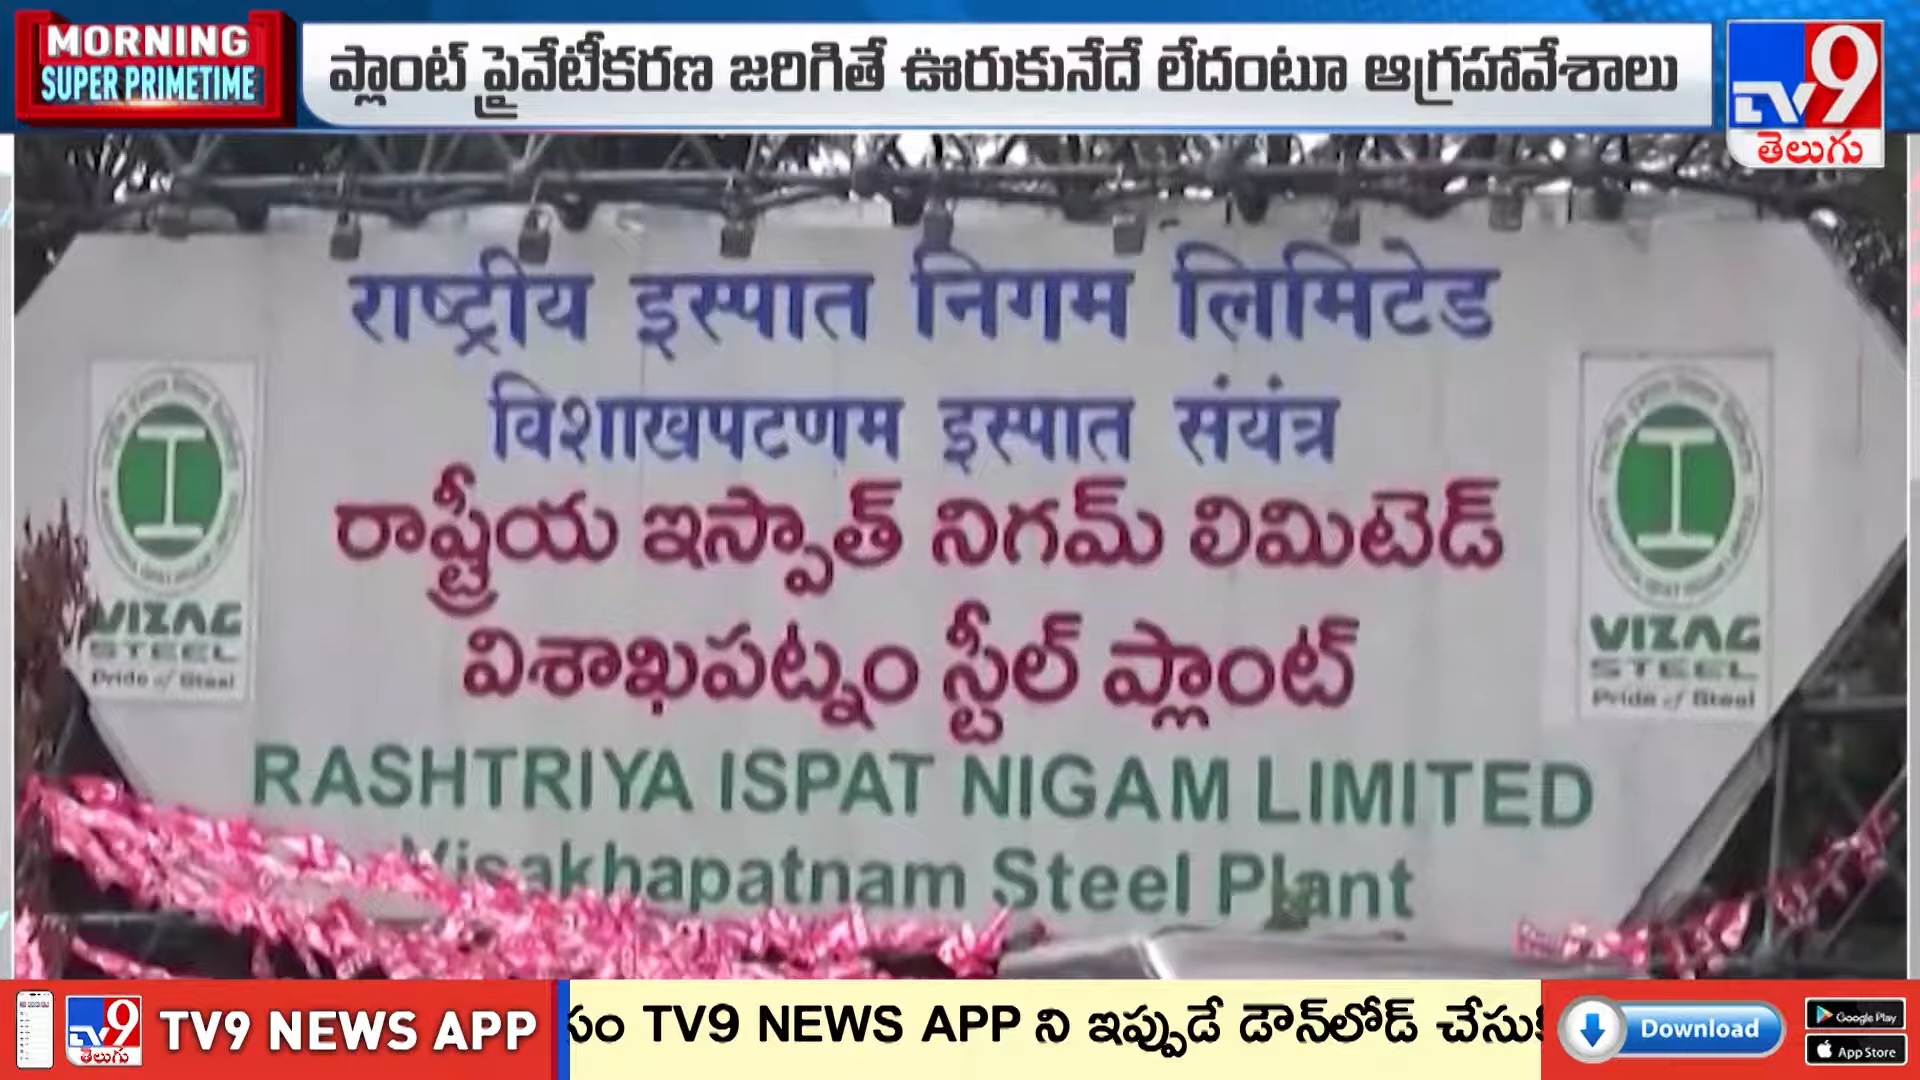 MORNING
SUPER PRIMETIME
ప్లాంట్ ప్రైవేటీకరణ జరిగితే ఊరుకునేదే లేదంటూ ఆగ్రహావేశాలు
TV9
తెలుగు
राष्ट्रीय इस्पात निगम लिमिटेड
विशाखपटणम इस्पात संयंत्र
రాష్ట్రీయ ఇస్పాత్ నిగమ్ లిమిటెడ్
విశాఖపట్నం స్టీల్ ప్లాంట్
RASHTRIYA ISPAT NIGAM LIMITED
Visakhapatnam Steel Plant
VIZAG
STEEL
Pride of Steel
VIZAG
STEEL
Pride of Steel
TV9
తెలుగు
TV9 NEWS APP
TV9 NEWS APP ని ఇప్పుడే డౌన్‌లోడ్
Download
Google Play
App Store